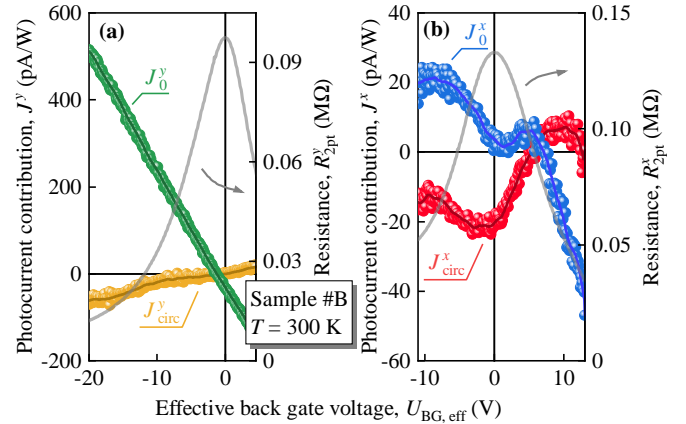 (a)
Photocurrent contribution, J^y (pA/W)
600
400
200
0
-200
J_0^y
J_circ^y
0.09
0.06
0.03
0
Resistance, R_2pt^y (MΩ)
-20
-10
0
Sample #B
T = 300 K
(b)
Photocurrent contribution, J^x (pA/W)
40
20
0
-20
-40
-60
J_0^x
J_circ^x
0.15
0.10
0.05
0
Resistance, R_2pt^x (MΩ)
-10
0
10
Effective back gate voltage, U_BG, eff (V)